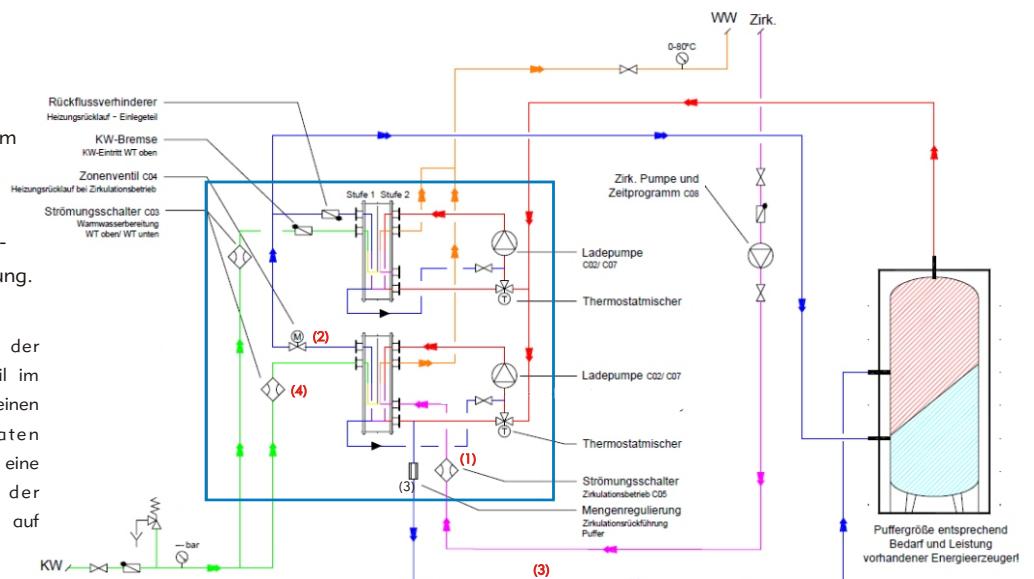 WW Zirk.
0-80°C
Rückflussverhinderer
Heizungsrücklauf - Einlegeteil
m
KW-Bremse
KW-Eintritt WT oben
Zonenventil C04
Heizungsrücklauf bei Zirkulationsbetrieb
Strömungsschalter C03
Warmwasserbereitung
WT oben/ WT unten
-
ung.
der
il im
einen
aten
eine
der
auf
Stufe 1 Stufe 2
Zirk. Pumpe und
Zeitprogramm C08
Ladepumpe
C02/ C07
T
Thermostatmischer
M
(2)
(4)
Ladepumpe C02/ C07
T
Thermostatmischer
(1)
Strömungsschalter
Zirkulationsbetrieb C05
(3)
Mengenregulierung
Zirkulationsrückführung
Puffer
(3)
KW
--- bar
Puffergröße entsprechend
Bedarf und Leistung
vorhandener Energieerzeuger!